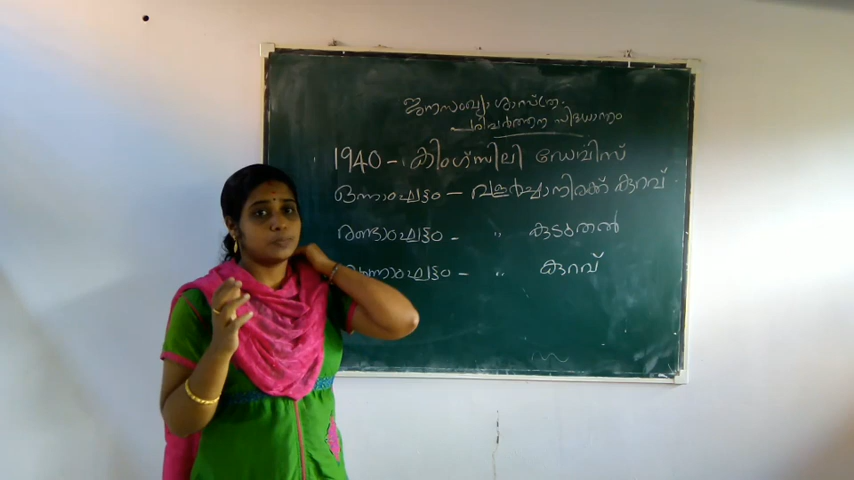 ജനസംഖ്യാശാസ്ത്ര
പരിവർത്തന സിദ്ധാന്തം
1940 - കിംഗ്സിലി ഡേവിസ്
ഒന്നാംഘട്ടം - വളർച്ചാനിരക്ക് കുറവ്
രണ്ടാംഘട്ടം - " കൂടുതൽ
മൂന്നാംഘട്ടം - " കുറവ്